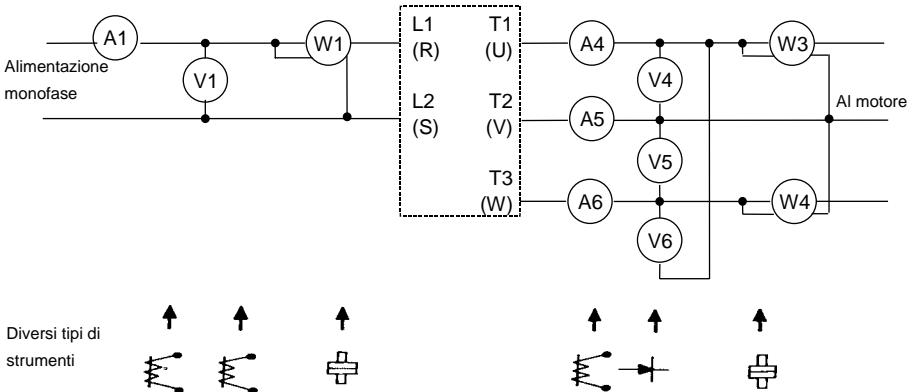 A1
W1
L1
T1
A4
W3
(R)
(U)
Alimentazione
monofase
V1
V4
L2
T2
A5
Al motore
(S)
(V)
V5
T3
(W)
A6
W4
V6
Diversi tipi di
strumenti